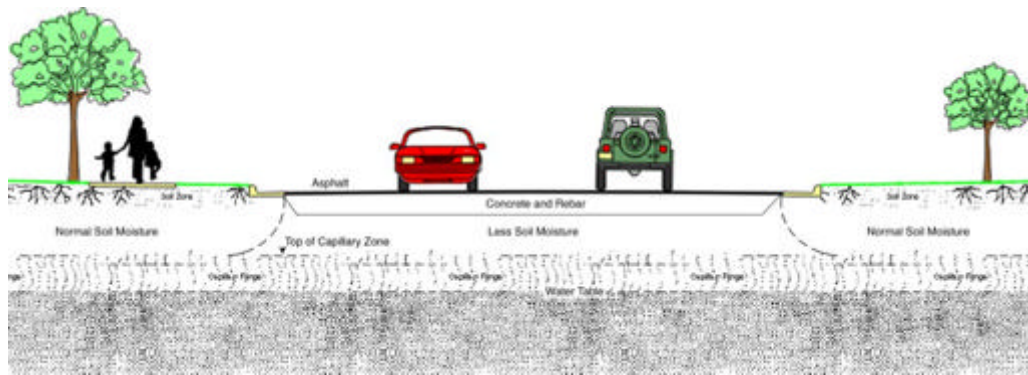 Asphalt
Soil Zone
Concrete and Rebar
Soil Zone
Normal Soil Moisture
Less Soil Moisture
Normal Soil Moisture
Top of Capillary Zone
Capillary Fringe
Capillary Fringe
Capillary Fringe
Water Table